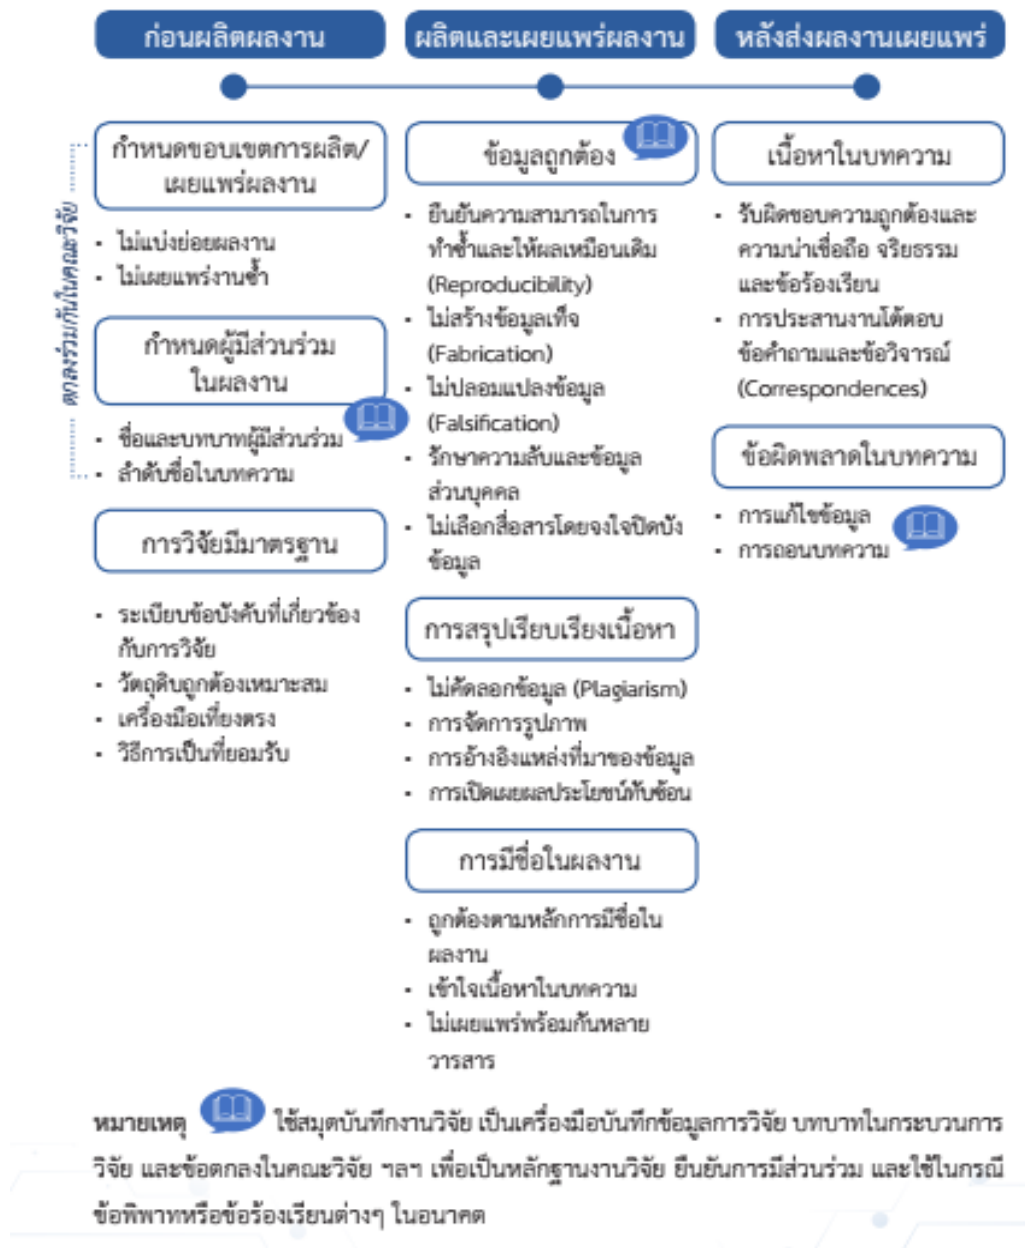 ก่อนผลิตผลงาน
ผลิตและเผยแพร่ผลงาน
หลังส่งผลงานเผยแพร่
ตกลงร่วมกันในคณะวิจัย
กำหนดขอบเขตการผลิต/
เผยแพร่ผลงาน
• ไม่แบ่งย่อยผลงาน
• ไม่เผยแพร่งานซ้ำ
กำหนดผู้มีส่วนร่วม
ในผลงาน
• ชื่อและบทบาทผู้มีส่วนร่วม
• ลำดับชื่อในบทความ
การวิจัยมีมาตรฐาน
• ระเบียบข้อบังคับที่เกี่ยวข้อง
กับการวิจัย
• วัตถุดิบถูกต้องเหมาะสม
• เครื่องมือเที่ยงตรง
• วิธีการเป็นที่ยอมรับ
ข้อมูลถูกต้อง
• ยืนยันความสามารถในการ
ทำซ้ำและให้ผลเหมือนเดิม
(Reproducibility)
• ไม่สร้างข้อมูลเท็จ
(Fabrication)
• ไม่ปลอมแปลงข้อมูล
(Falsification)
• รักษาความลับและข้อมูล
ส่วนบุคคล
• ไม่เลือกสื่อสารโดยจงใจปิดบัง
ข้อมูล
การสรุปเรียบเรียงเนื้อหา
• ไม่คัดลอกข้อมูล (Plagiarism)
• การจัดการรูปภาพ
• การอ้างอิงแหล่งที่มาของข้อมูล
• การเปิดเผยผลประโยชน์ทับซ้อน
การมีชื่อในผลงาน
• ถูกต้องตามหลักการมีชื่อใน
ผลงาน
• เข้าใจเนื้อหาในบทความ
• ไม่เผยแพร่พร้อมกันหลาย
วารสาร
เนื้อหาในบทความ
• รับผิดชอบความถูกต้องและ
ความน่าเชื่อถือ จริยธรรม
และข้อร้องเรียน
• การประสานงานโต้ตอบ
ข้อคำถามและข้อวิจารณ์
(Correspondences)
ข้อผิดพลาดในบทความ
• การแก้ไขข้อมูล
• การถอนบทความ
หมายเหตุ ใช้สมุดบันทึกงานวิจัย เป็นเครื่องมือบันทึกข้อมูลการวิจัย บทบาทในกระบวนการ
วิจัย และข้อตกลงในคณะวิจัย ฯลฯ เพื่อเป็นหลักฐานงานวิจัย ยืนยันการมีส่วนร่วม และใช้ในกรณี
ข้อพิพาทหรือข้อร้องเรียนต่างๆ ในอนาคต